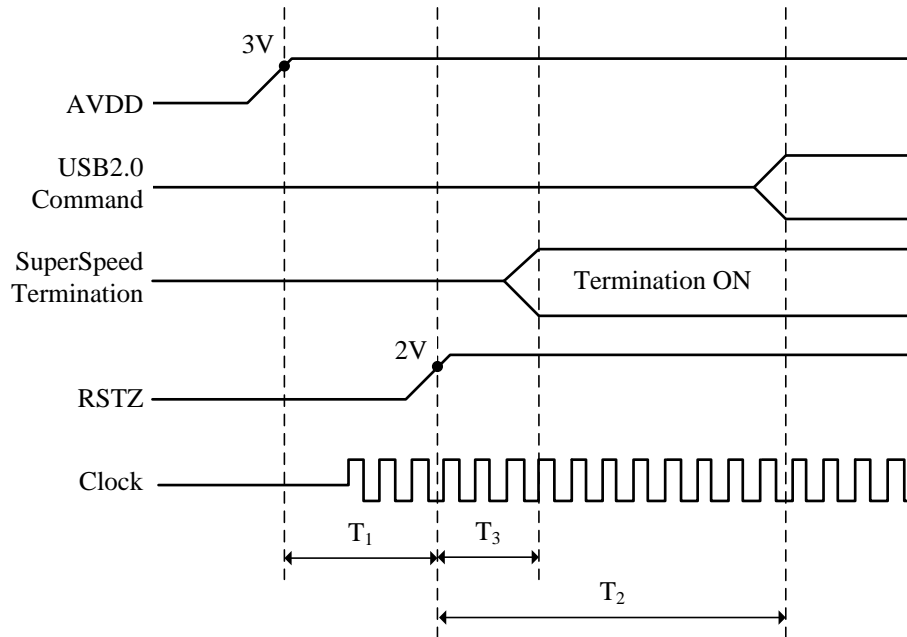 3V
AVDD
USB2.0
Command
SuperSpeed
Termination
Termination ON
2V
RSTZ
Clock
T₁
T₃
T₂